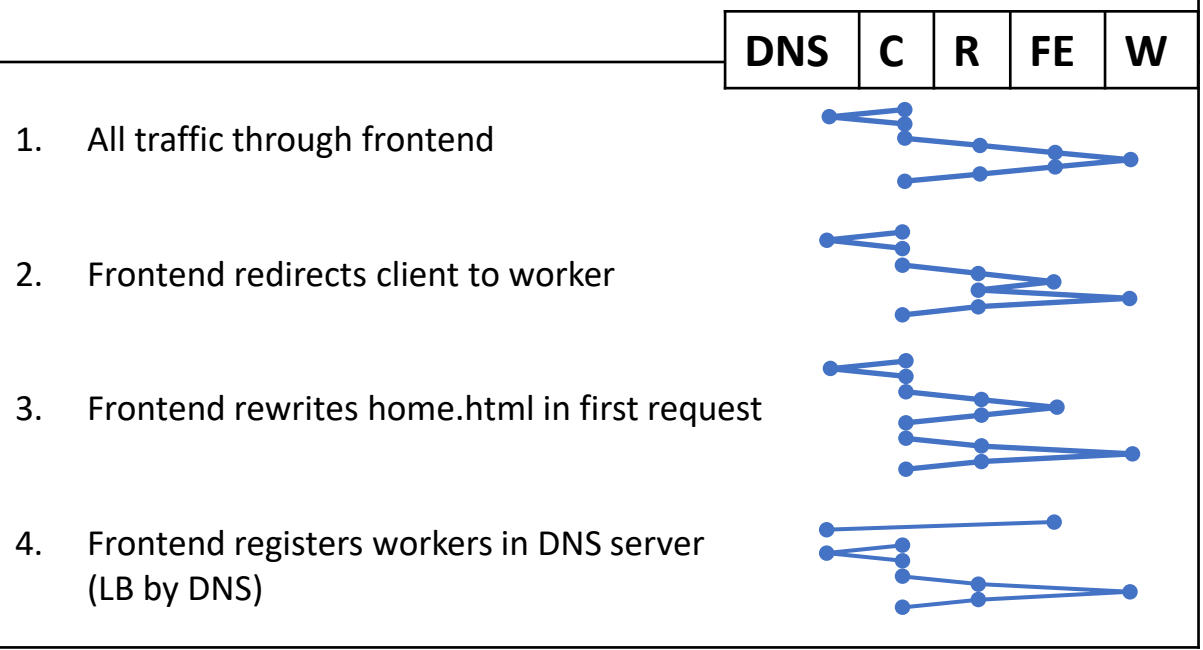 DNS C R FE W
1. All traffic through frontend
2. Frontend redirects client to worker
3. Frontend rewrites home.html in first request
4. Frontend registers workers in DNS server
(LB by DNS)